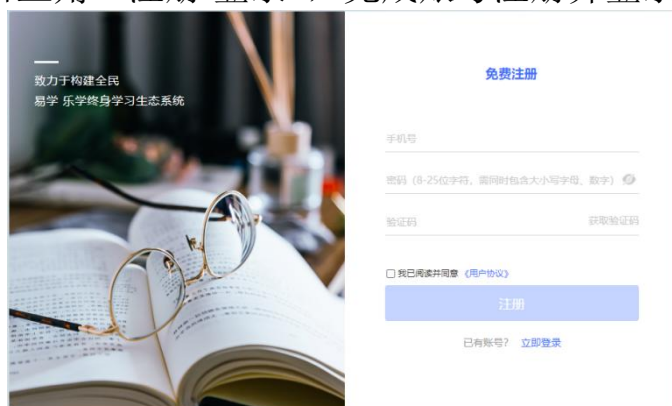 致力于构建全民
易学 乐学终身学习生态系统
免费注册
手机号
密码（8-25位字符，需同时包含大小写字母、数字）
验证码 获取验证码
我已阅读并同意 《用户协议》
注册
已有账号？ 立即登录